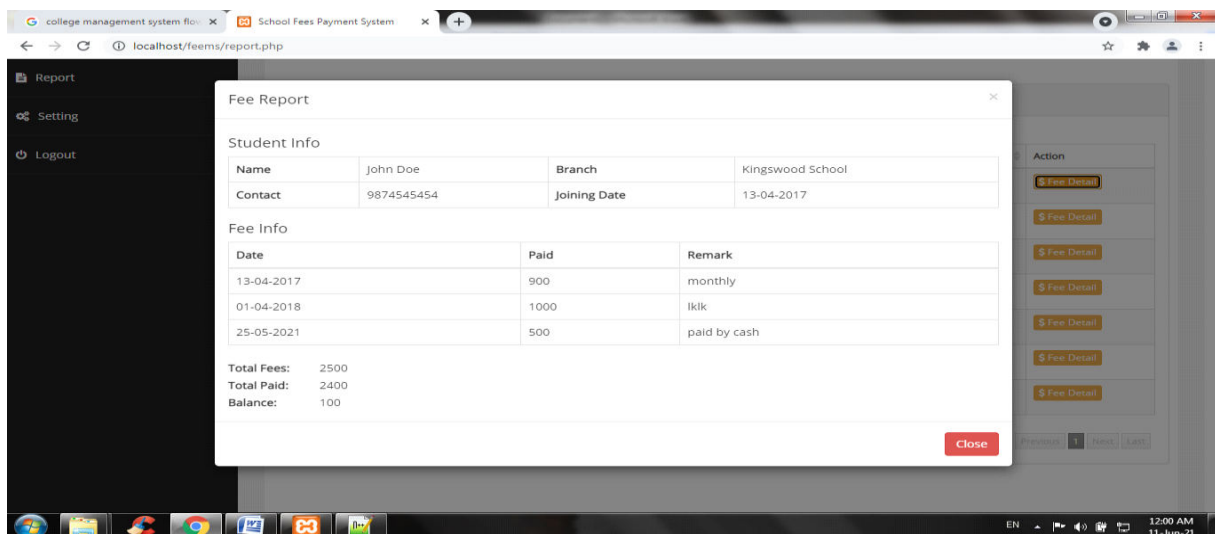 college management system flow
School Fees Payment System
localhost/feems/report.php
Report
Setting
Logout
Fee Report
Student Info
Name John Doe Branch Kingswood School
Contact 9874545454 Joining Date 13-04-2017
Fee Info
Date Paid Remark
13-04-2017 900 monthly
01-04-2018 1000 lklk
25-05-2021 500 paid by cash
Total Fees: 2500
Total Paid: 2400
Balance: 100
Close
Action
$ Fee Detail
$ Fee Detail
$ Fee Detail
$ Fee Detail
$ Fee Detail
$ Fee Detail
$ Fee Detail
Previous 1 Next Last
EN
12:00 AM
11-Jun-21